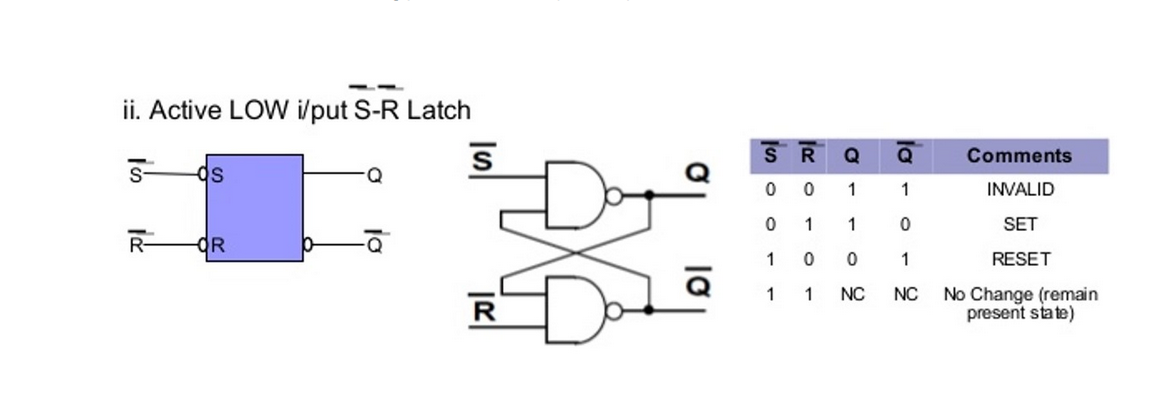 ii. Active LOW i/put S̅-R̅ Latch
S̅ S Q
R̅ R Q̅
S̅ Q
R̅ Q̅
S̅ R̅ Q Q̅ Comments
0 0 1 1 INVALID
0 1 1 0 SET
1 0 0 1 RESET
1 1 NC NC No Change (remain
present state)